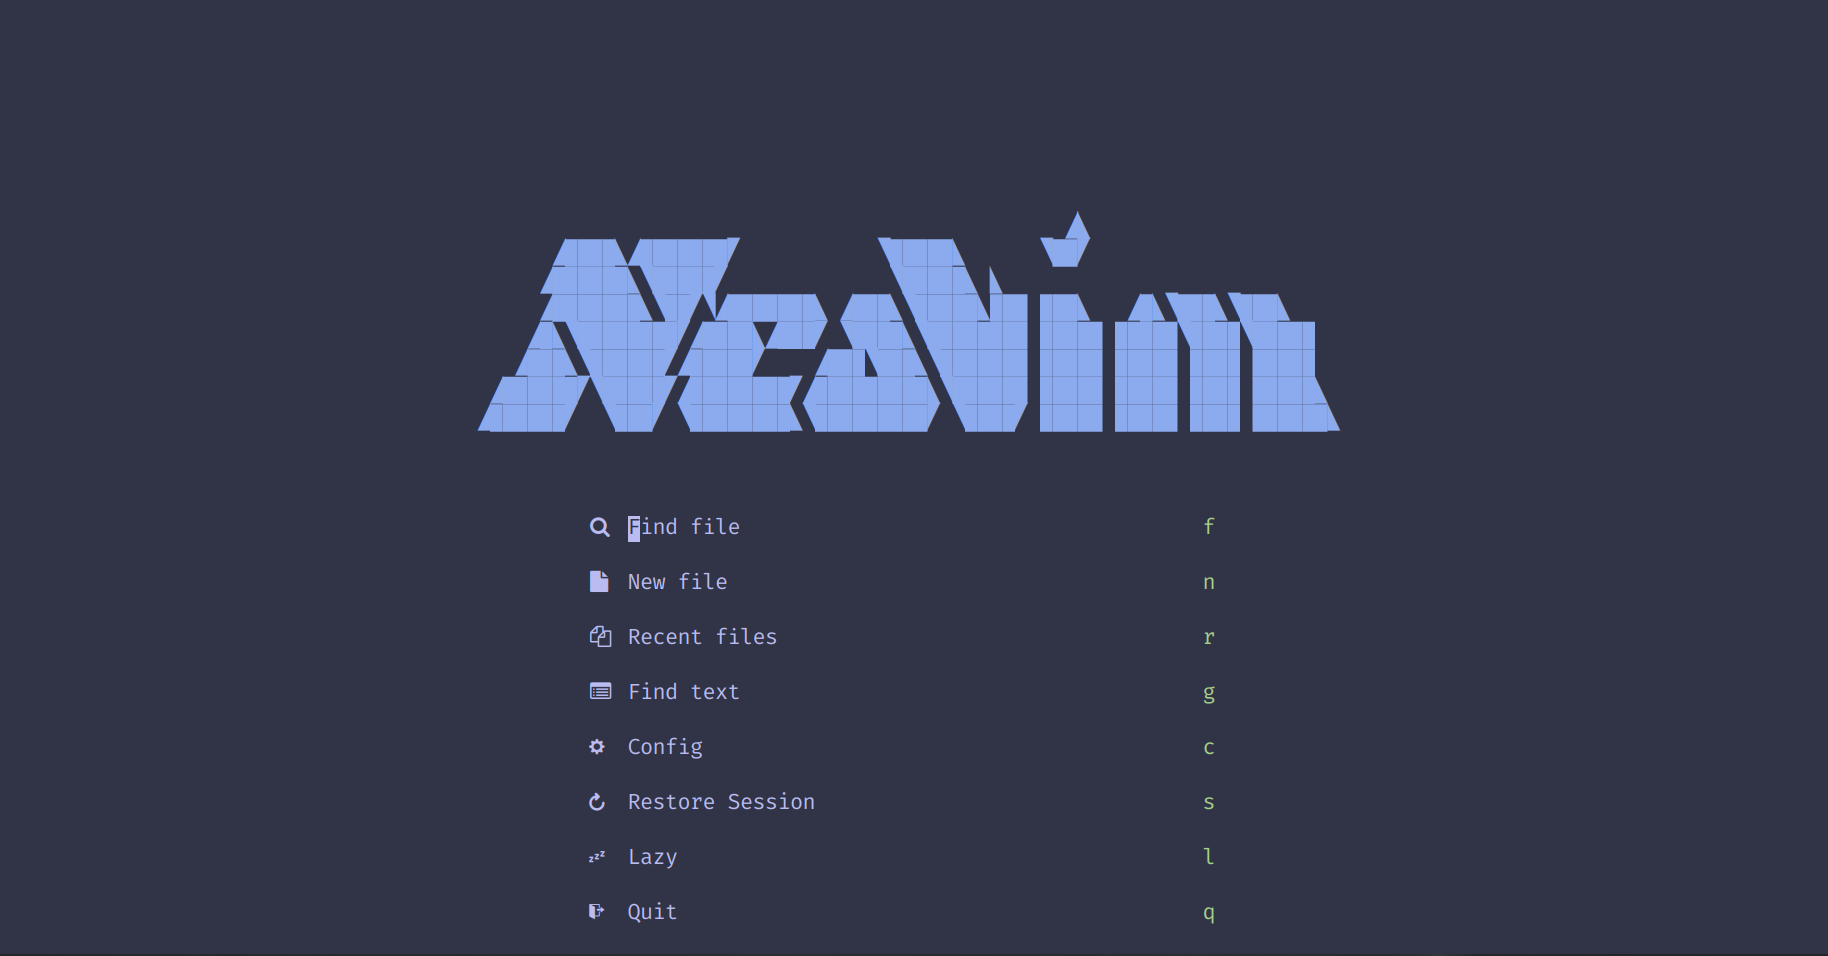 NeoVim
Find file f
New file n
Recent files r
Find text g
Config c
Restore Session s
Lazy l
Quit q